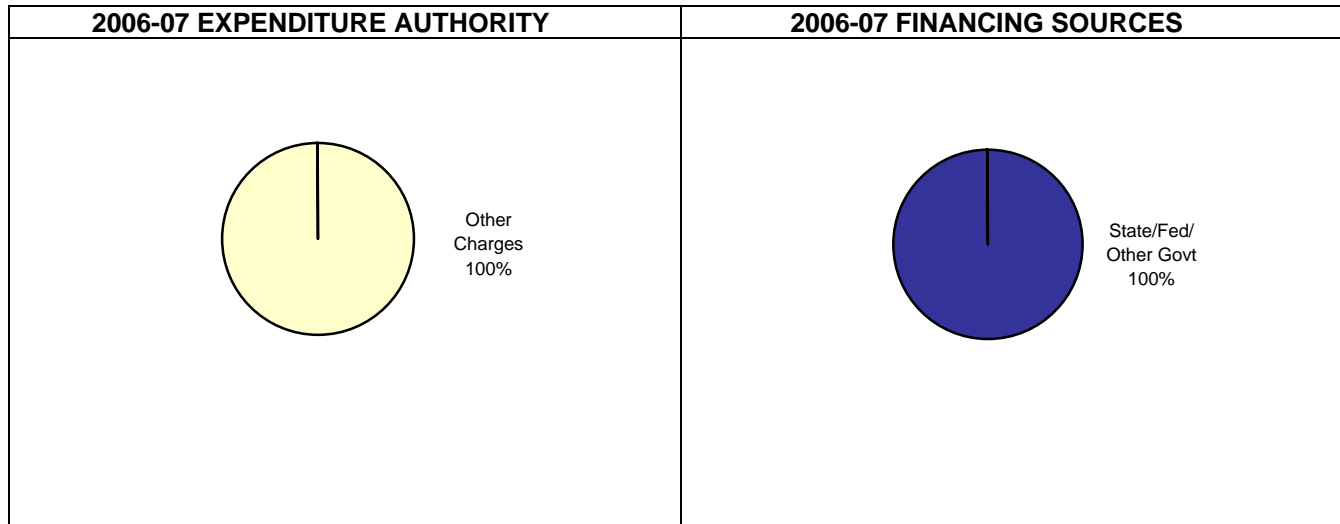 2006-07 EXPENDITURE AUTHORITY
2006-07 FINANCING SOURCES
Other
Charges
100%
State/Fed/
Other Govt
100%